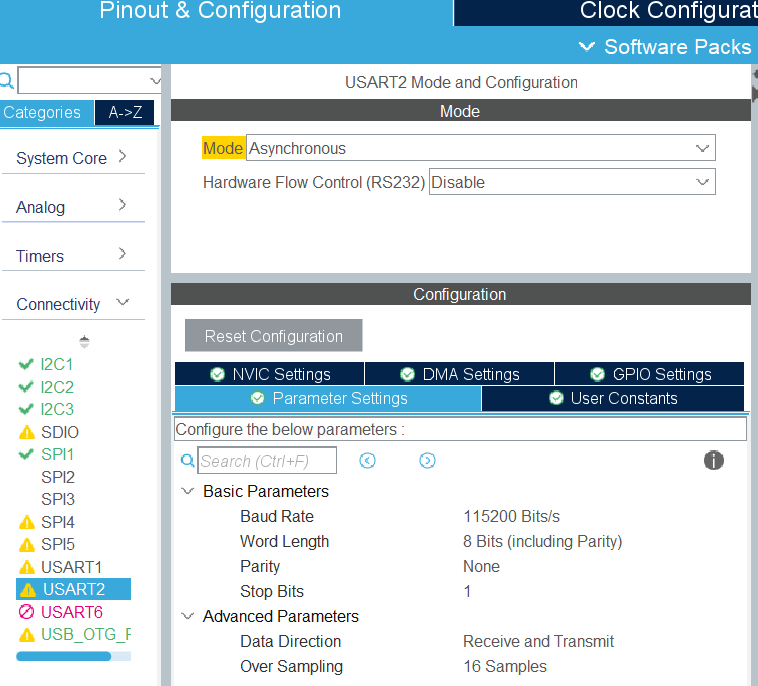 Pinout & Configuration
Clock Configurat
Software Packs
USART2 Mode and Configuration
Categories
A->Z
Mode
System Core
Mode
Asynchronous
Hardware Flow Control (RS232)
Disable
Analog
Timers
Connectivity
Configuration
Reset Configuration
NVIC Settings
DMA Settings
GPIO Settings
Parameter Settings
User Constants
Configure the below parameters :
Search (Ctrl+F)
I2C1
I2C2
I2C3
SDIO
SPI1
SPI2
SPI3
SPI4
SPI5
USART1
USART2
USART6
USB_OTG_F
Basic Parameters
Baud Rate 115200 Bits/s
Word Length 8 Bits (including Parity)
Parity None
Stop Bits 1
Advanced Parameters
Data Direction Receive and Transmit
Over Sampling 16 Samples